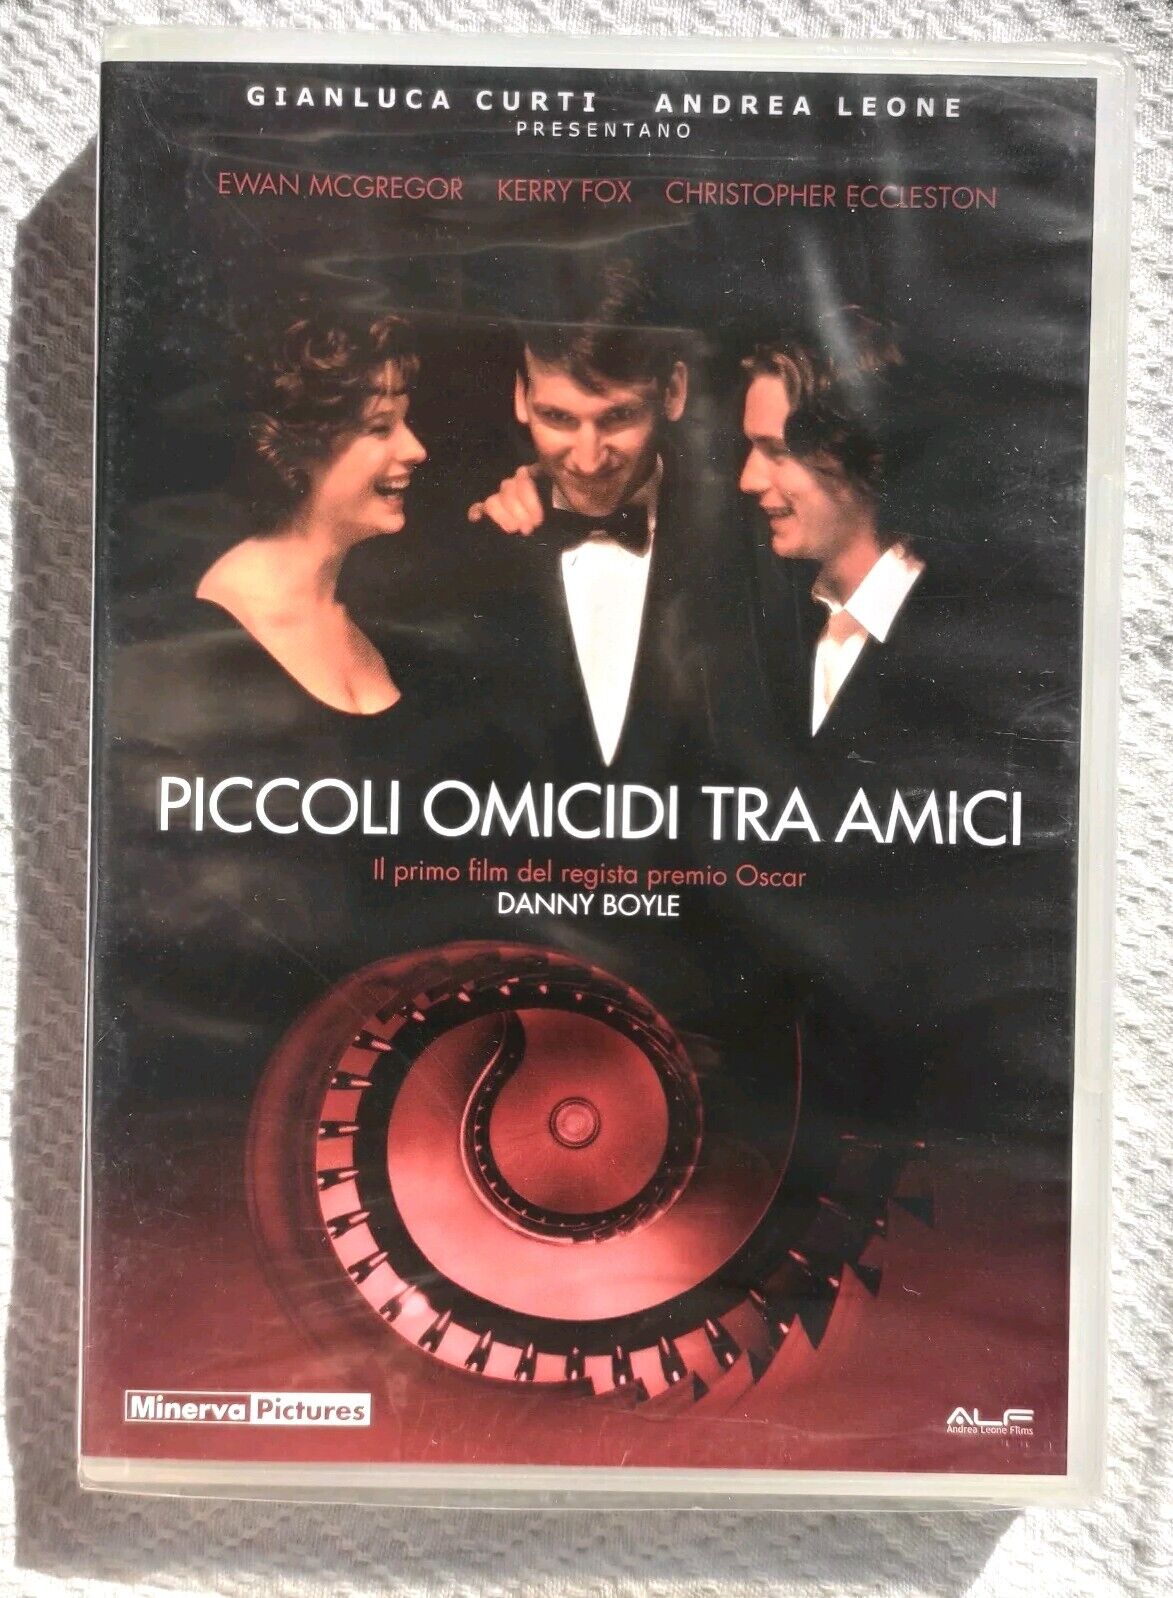 GIANLUCA CURTI ANDREA LEONE
PRESENTANO
EWAN MCGREGOR KERRY FOX CHRISTOPHER ECCLESTON
PICCOLI OMICIDI TRA AMICI
Il primo film del regista premio Oscar
DANNY BOYLE
Minerva Pictures
ALF
Andrea Leone Films